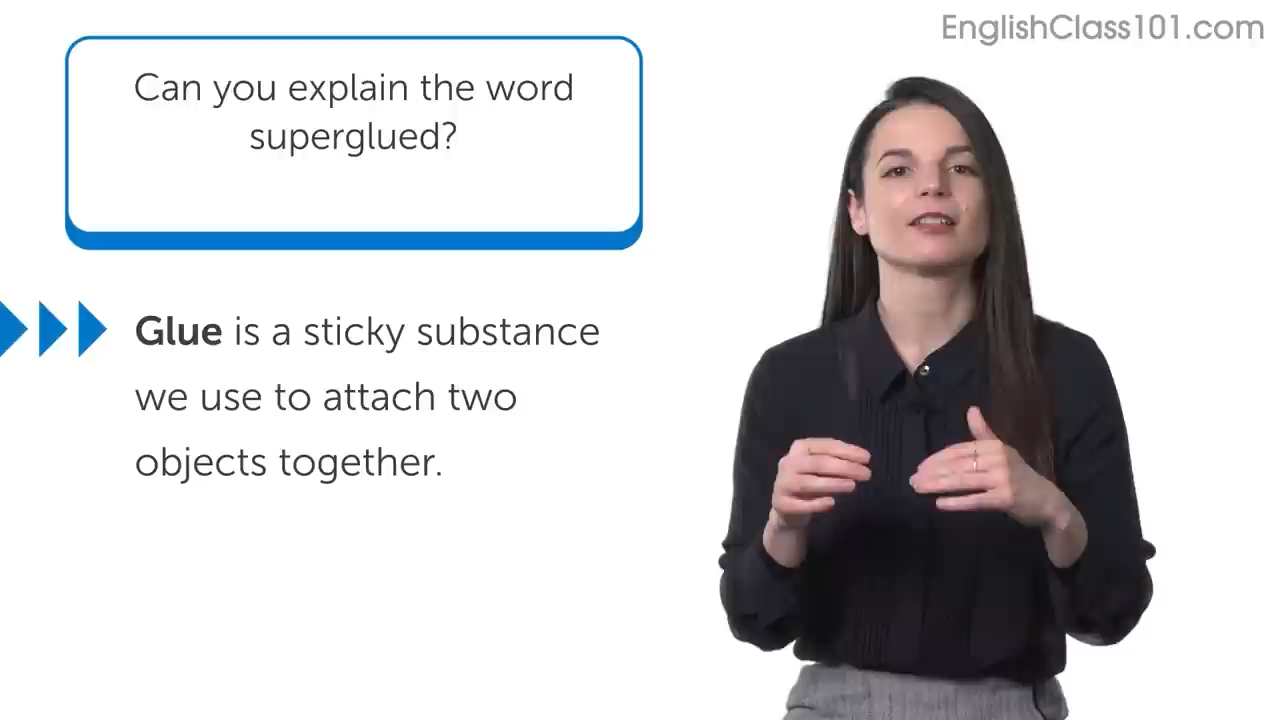 EnglishClass101.com
Can you explain the word
superglued?
Glue is a sticky substance
we use to attach two
objects together.